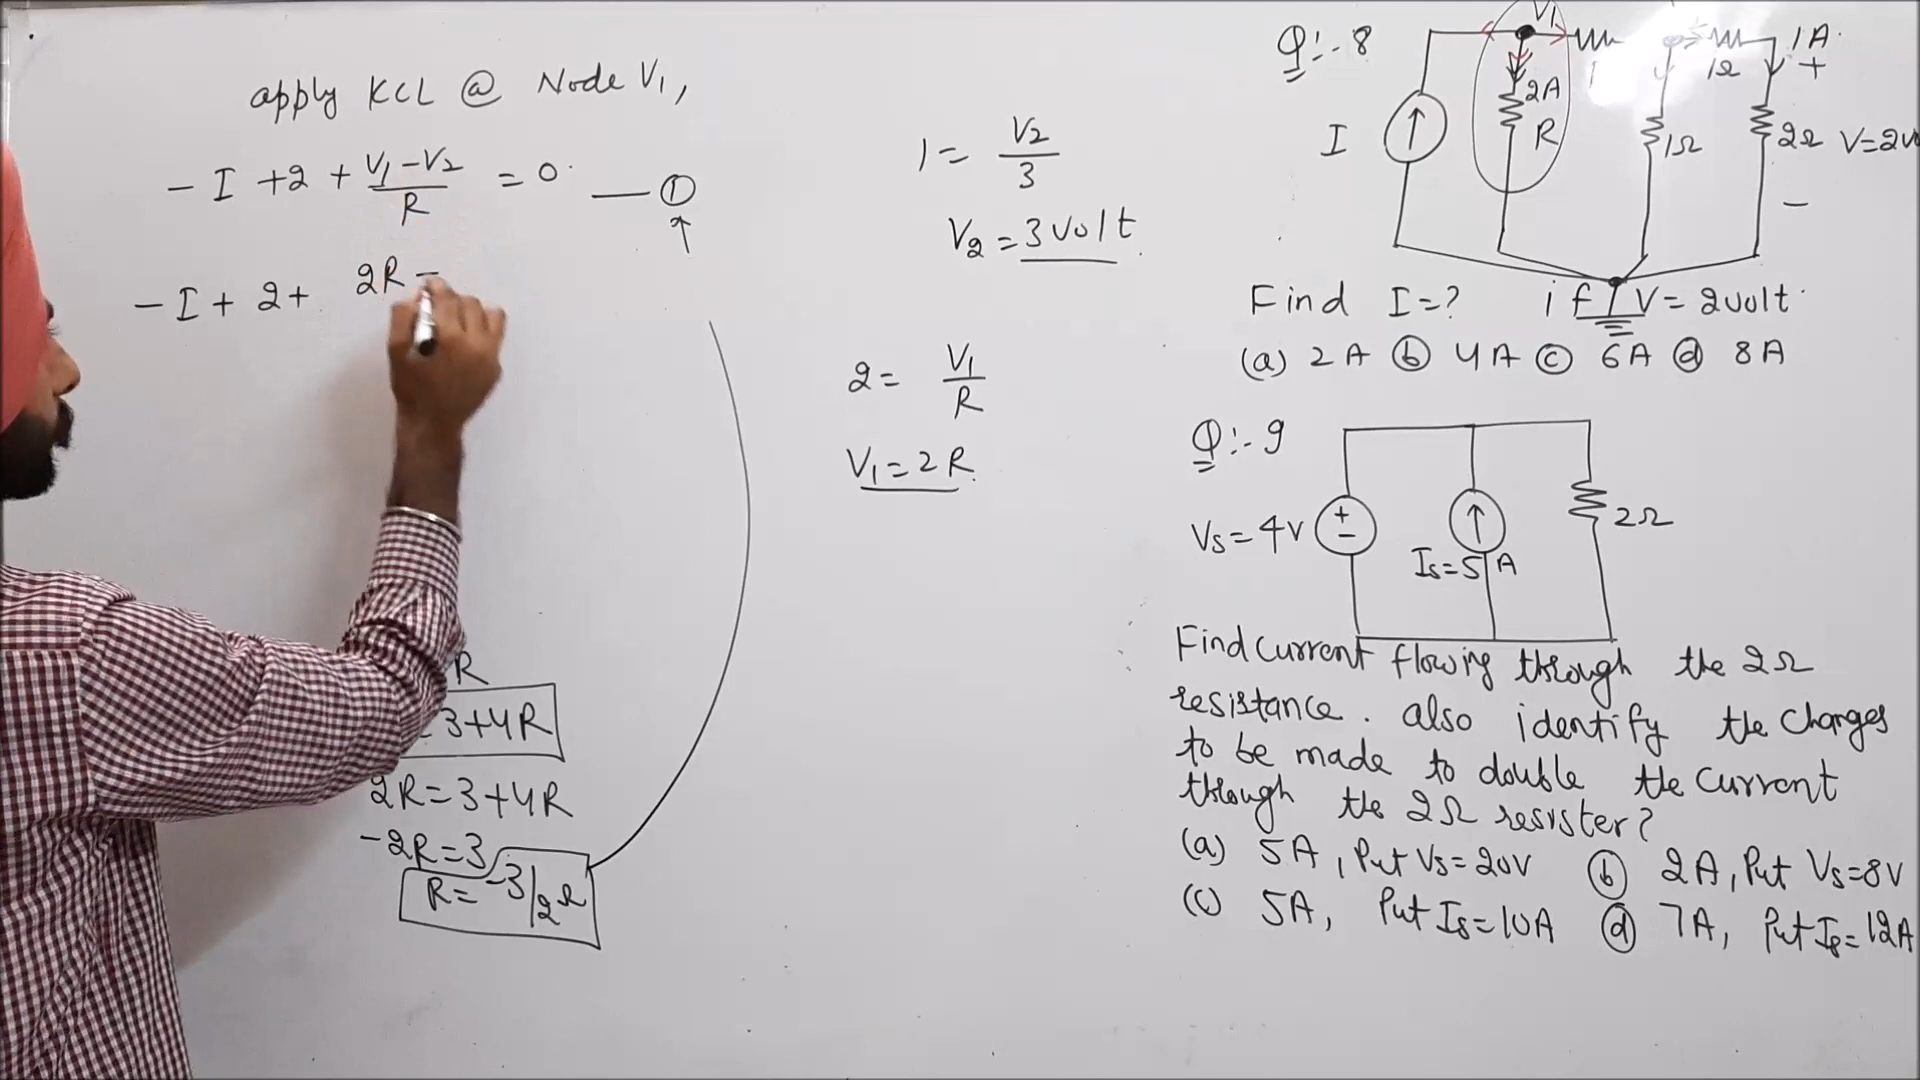 apply KCL @ Node V1,
- I + 2 + (V1 - V2)/R = 0 — ①
- I + 2 + 2R -
R
= 3+4R
2R = 3+4R
-2R = 3
R = -3/2 Ω
1 = V2/3
V2 = 3 volt
2 = V1/R
V1 = 2R
Q:- 8
V1
I
2A
R
1Ω
1Ω
1A
+
2Ω
V=2vo
-
Find I=? if V = 2volt
(a) 2A ⓑ 4A ⓒ 6A ⓓ 8A
Q:- 9
Vs = 4V
+
-
Is=5A
2Ω
Find current flowing through the 2Ω
resistance. also identify the changes
to be made to double the current
through the 2Ω resister?
(a) 5A, Put Vs=20V ⓑ 2A, Put Vs=8V
(c) 5A, Put Is=10A ⓓ 7A, Put Is=12A